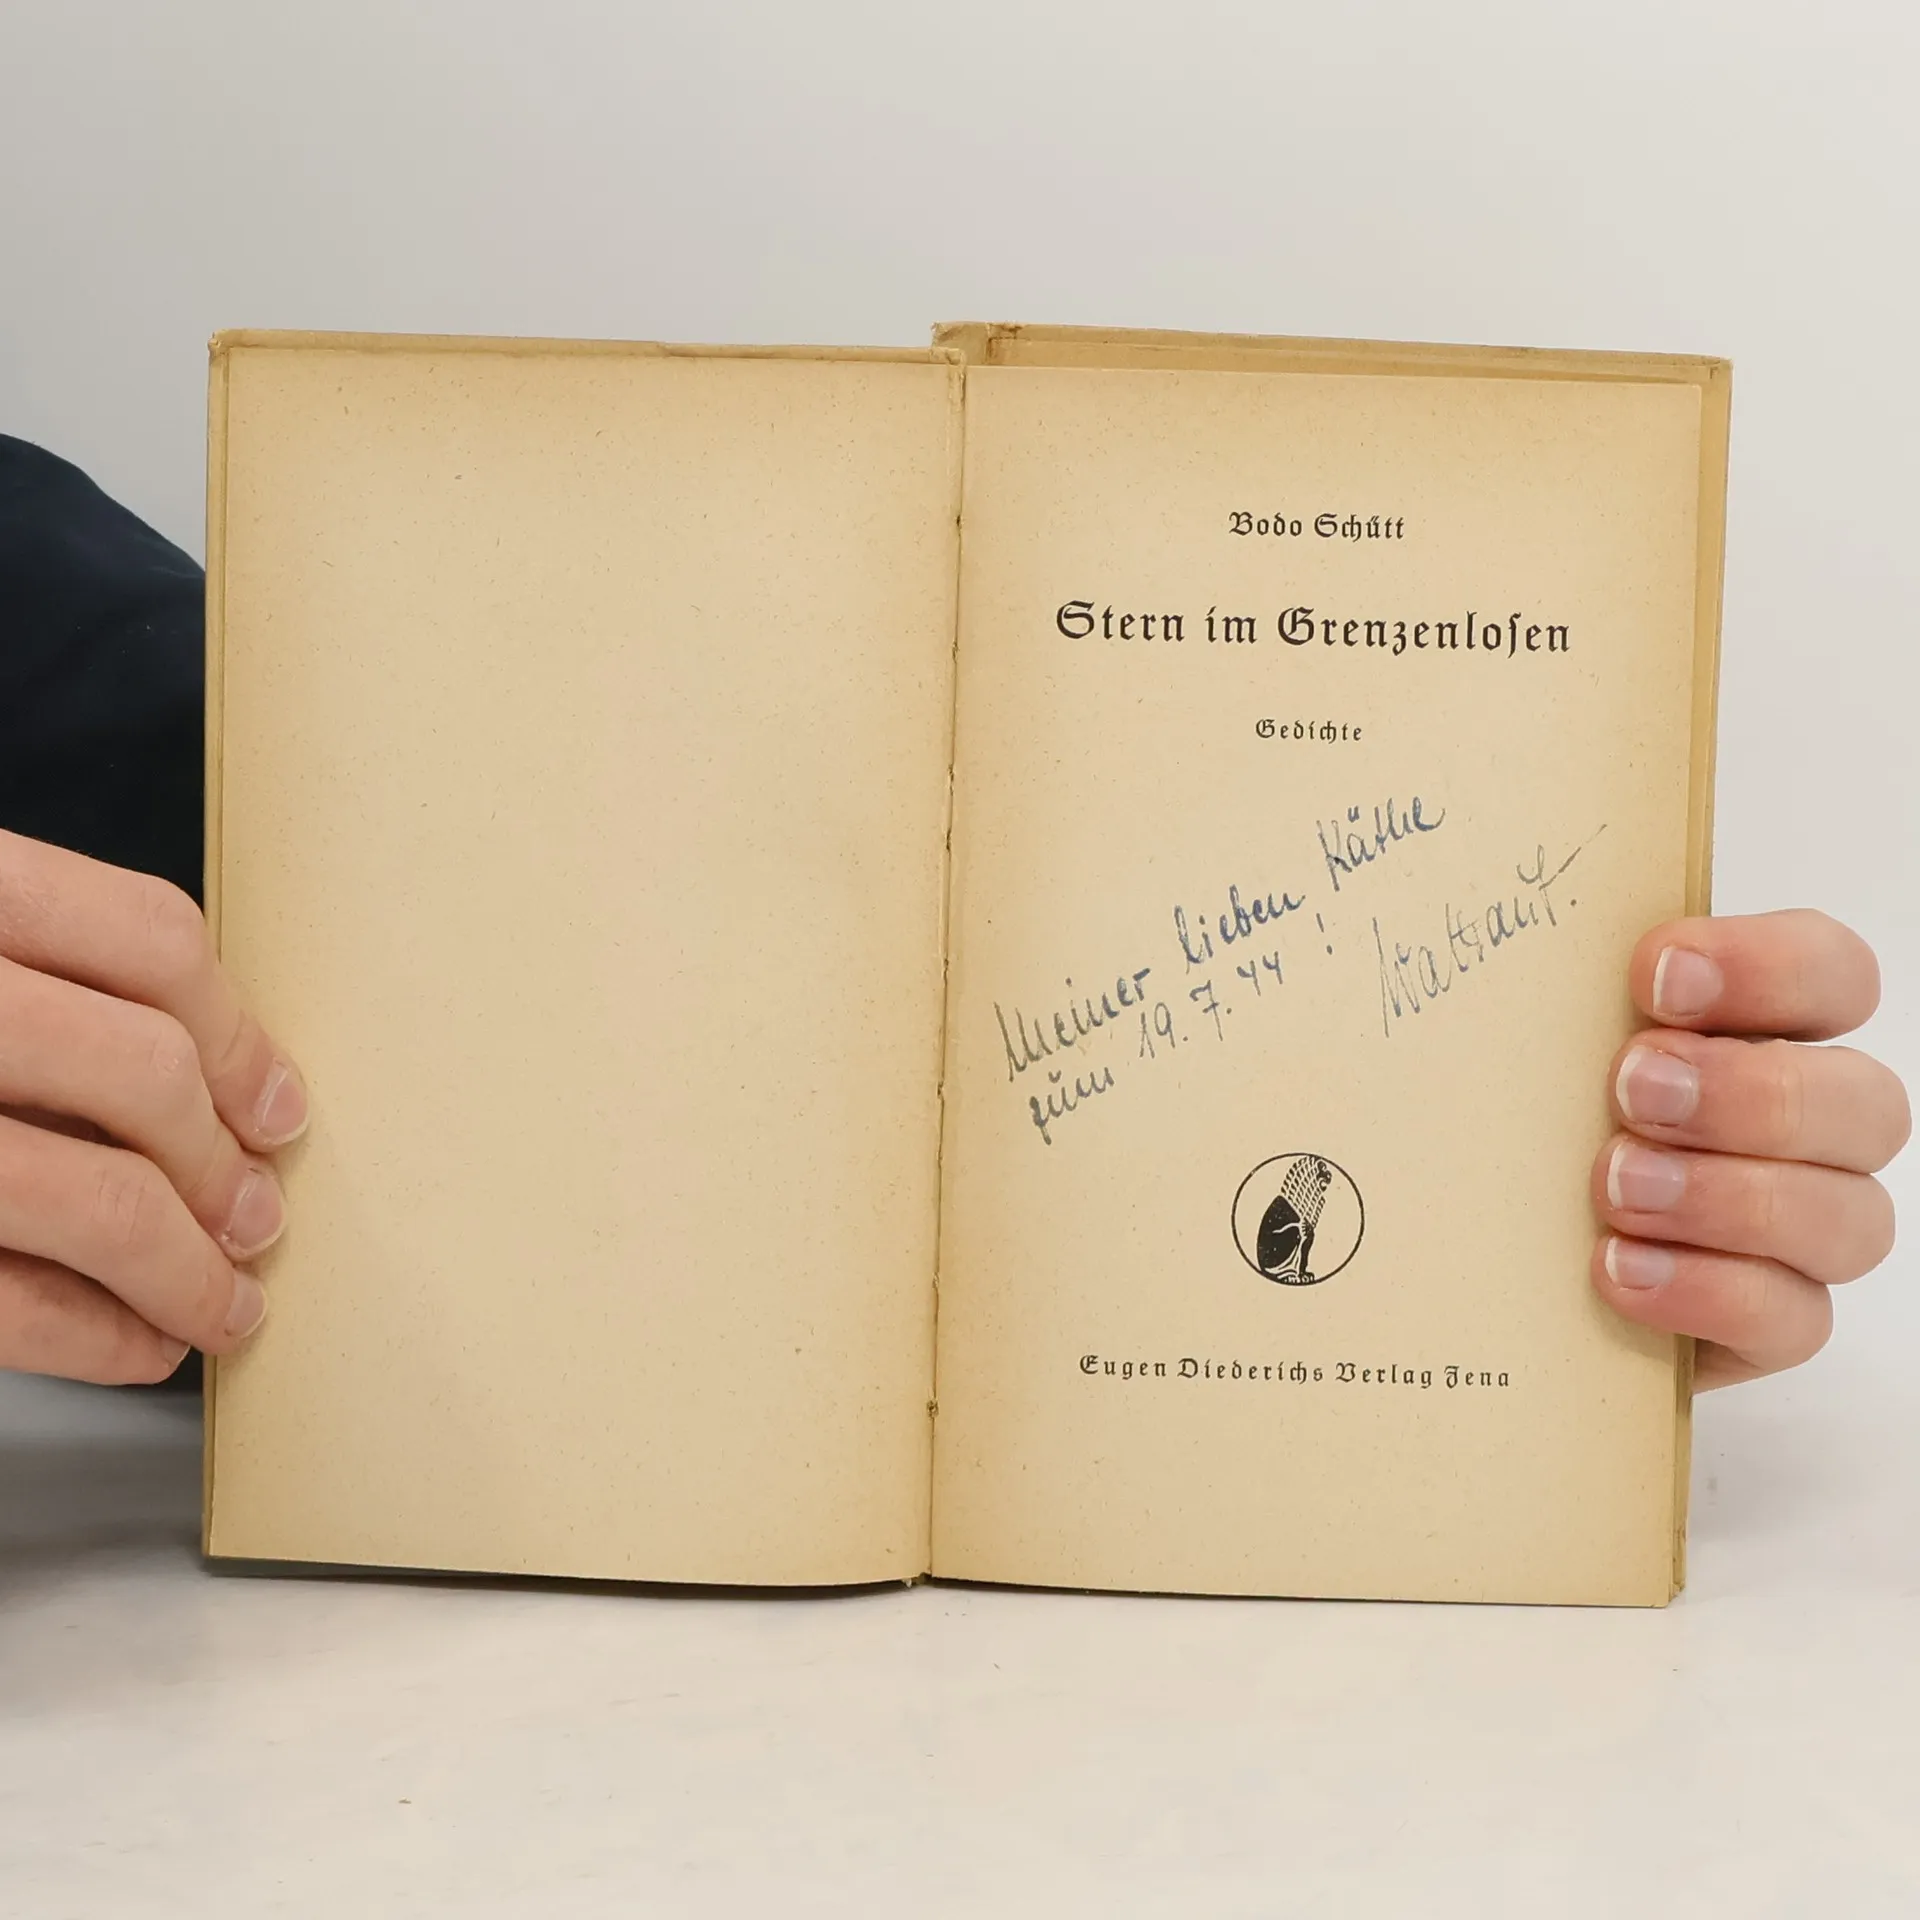 Bodo Schütt
Stern im Grenzenloſen
Gedichte
Meiner lieben Käthe
zum 19. 7. 44 !
Waltraut.
Eugen Diederichs Verlag Jena